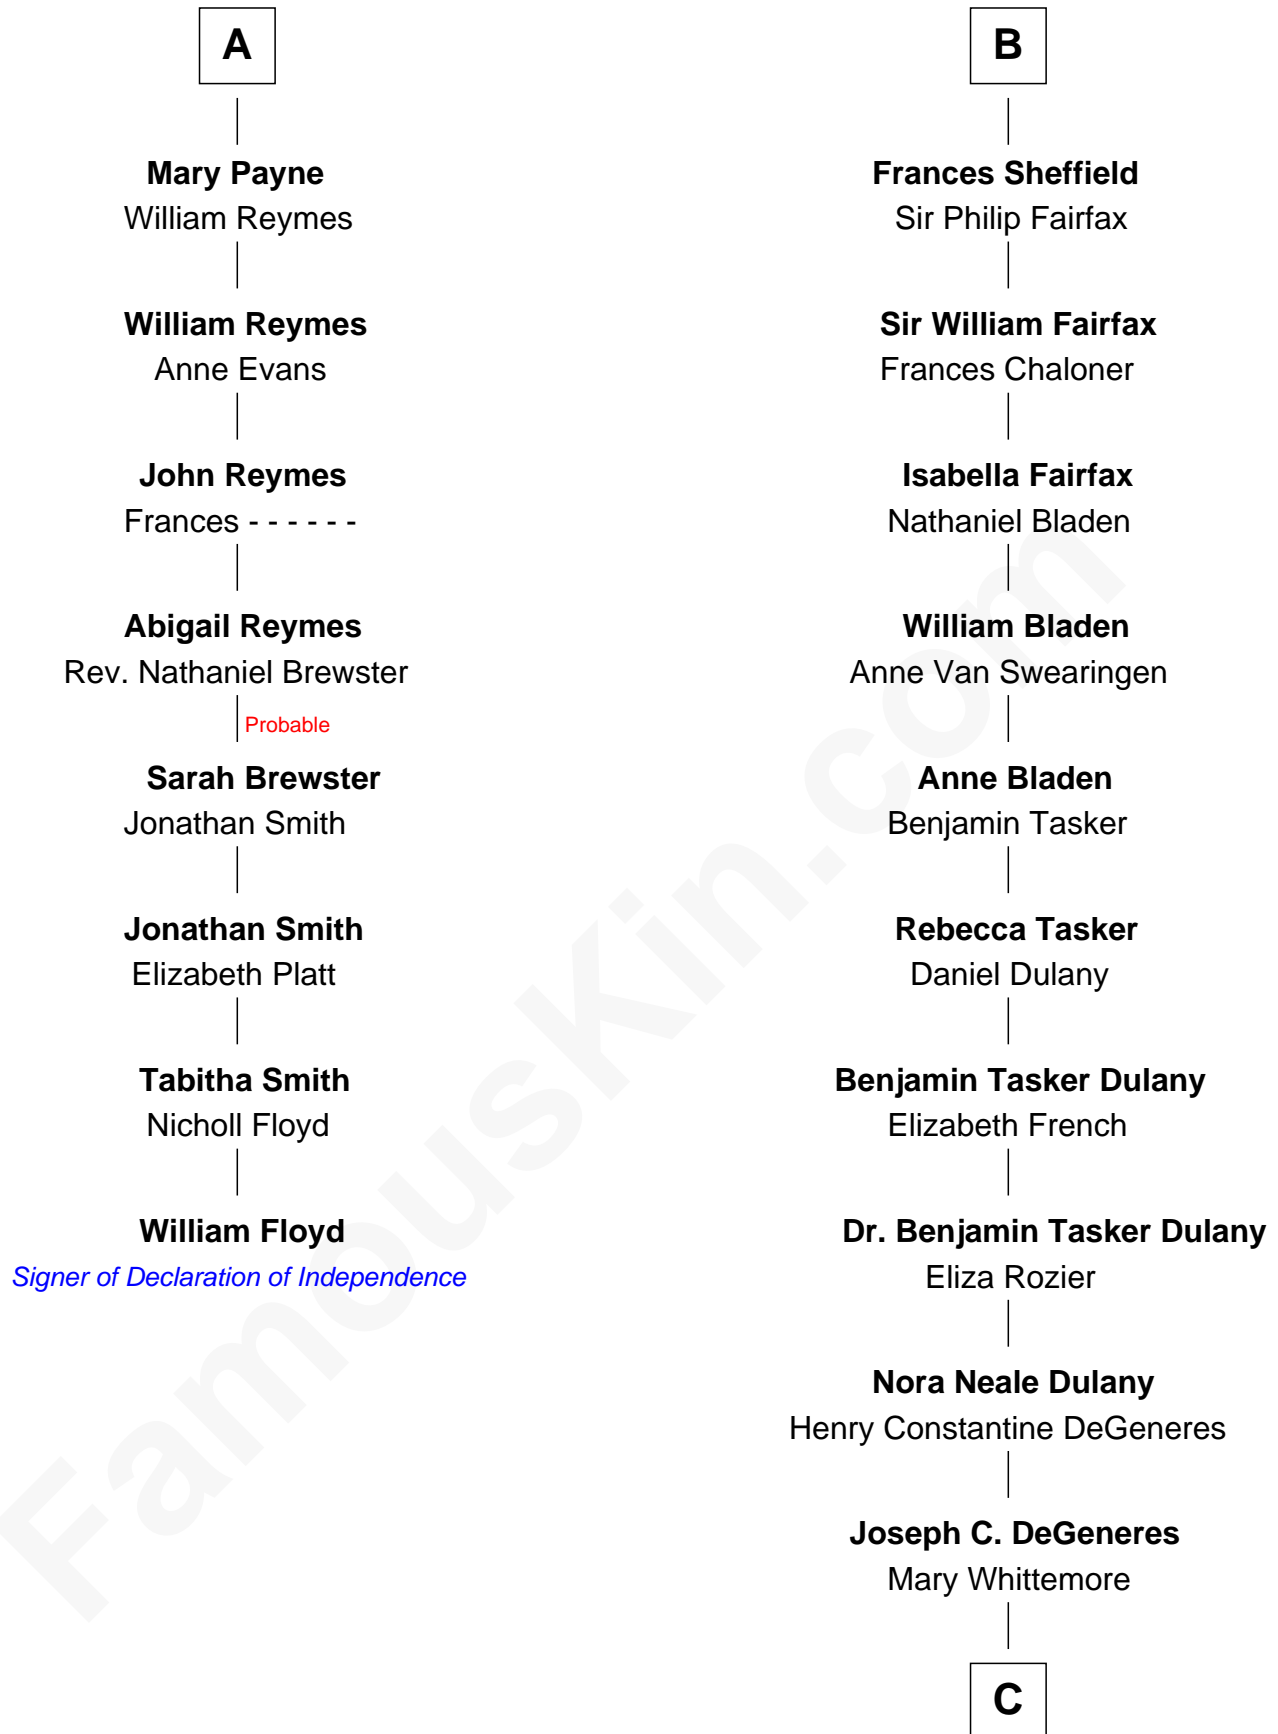 A
Mary Payne
William Reymes
William Reymes
Anne Evans
John Reymes
Frances - - - - - -
Abigail Reymes
Rev. Nathaniel Brewster
Probable
Sarah Brewster
Jonathan Smith
Jonathan Smith
Elizabeth Platt
Tabitha Smith
Nicholl Floyd
William Floyd
Signer of Declaration of Independence
B
Frances Sheffield
Sir Philip Fairfax
Sir William Fairfax
Frances Chaloner
Isabella Fairfax
Nathaniel Bladen
William Bladen
Anne Van Swearingen
Anne Bladen
Benjamin Tasker
Rebecca Tasker
Daniel Dulany
Benjamin Tasker Dulany
Elizabeth French
Dr. Benjamin Tasker Dulany
Eliza Rozier
Nora Neale Dulany
Henry Constantine DeGeneres
Joseph C. DeGeneres
Mary Whittemore
C
FamousKin.com